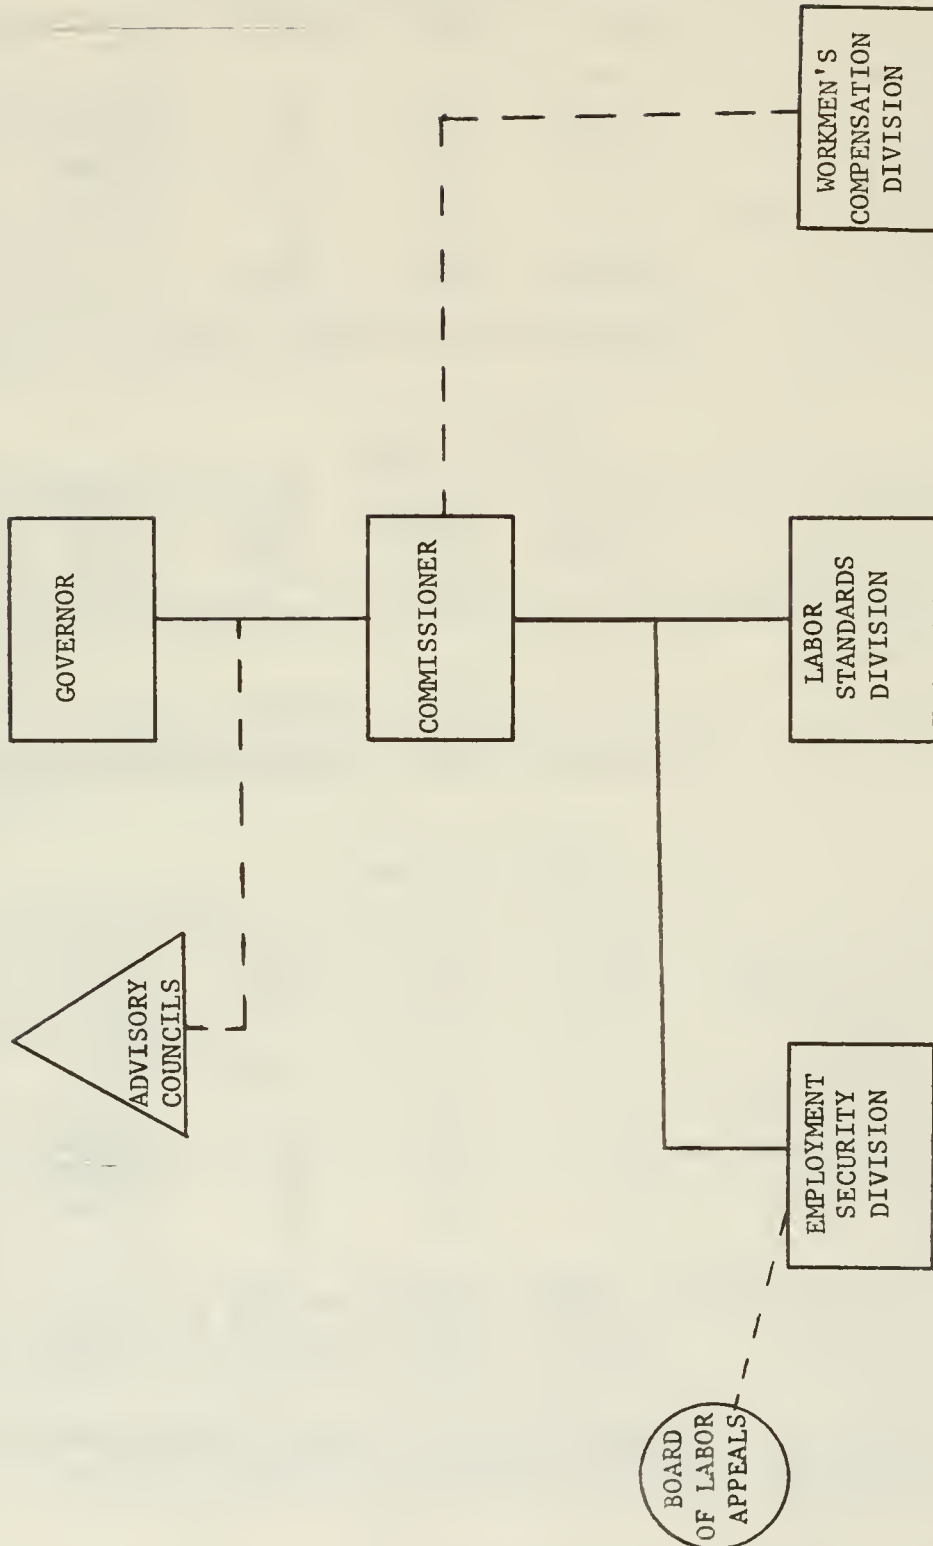 GOVERNOR
ADVISORY
COUNCILS
COMMISSIONER
BOARD
OF LABOR
APPEALS
EMPLOYMENT
SECURITY
DIVISION
LABOR
STANDARDS
DIVISION
WORKMEN'S
COMPENSATION
DIVISION